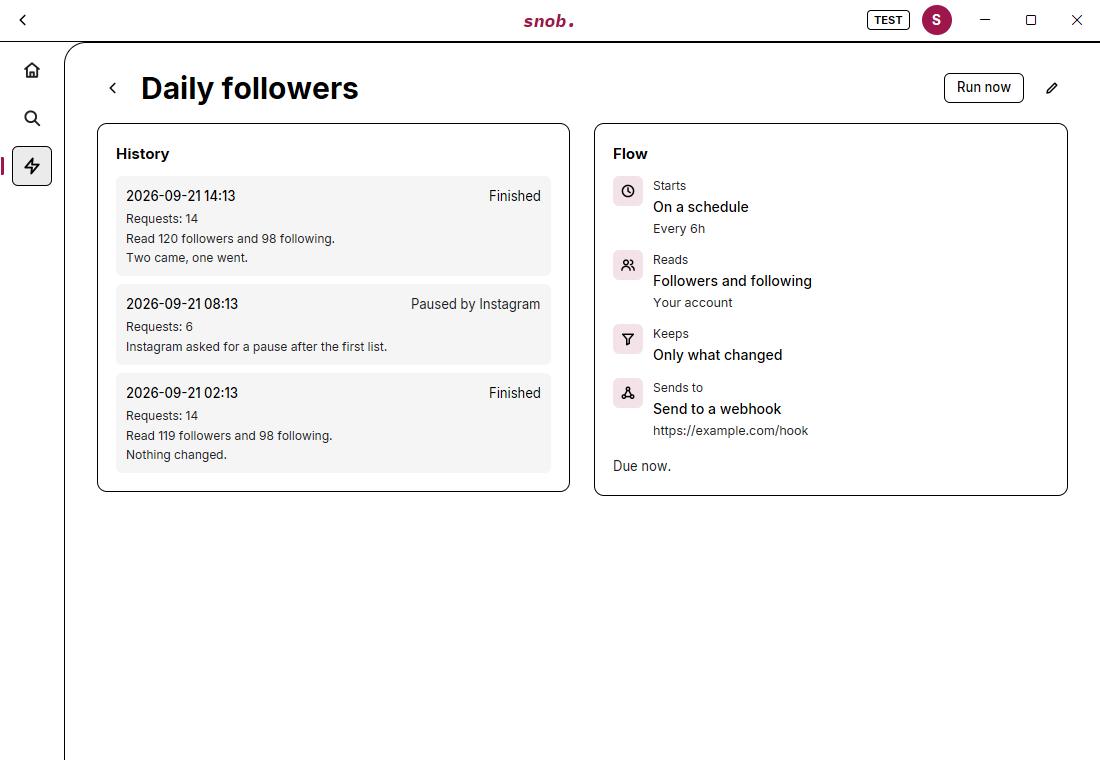 snob.
TEST
S
Daily followers
Run now
History
2026-09-21 14:13
Finished
Requests: 14
Read 120 followers and 98 following.
Two came, one went.
2026-09-21 08:13
Paused by Instagram
Requests: 6
Instagram asked for a pause after the first list.
2026-09-21 02:13
Finished
Requests: 14
Read 119 followers and 98 following.
Nothing changed.
Flow
Starts
On a schedule
Every 6h
Reads
Followers and following
Your account
Keeps
Only what changed
Sends to
Send to a webhook
https://example.com/hook
Due now.